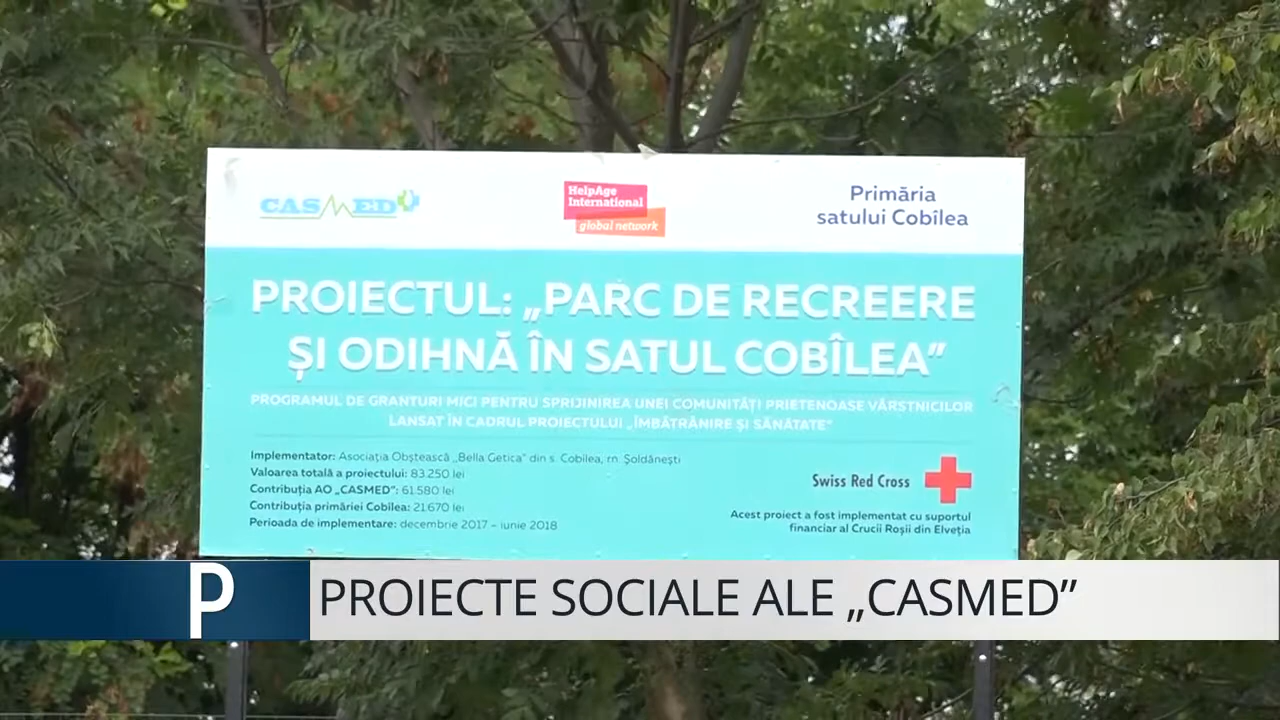 CASMED
HelpAge
International
global network
Primăria
satului Cobîlea
PROIECTUL: „PARC DE RECREERE
ȘI ODIHNĂ ÎN SATUL COBÎLEA”
PROGRAMUL DE GRANTURI MICI PENTRU SPRIJINIREA UNEI COMUNITĂȚI PRIETENOASE VÂRSTNICILOR
LANSAT ÎN CADRUL PROIECTULUI „ÎMBĂTRÂNIRE ȘI SĂNĂTATE”
Implementator: Asociația Obștească „Bella Getica” din s. Cobîlea, rn. Șoldănești
Valoarea totală a proiectului: 83.250 lei
Contribuția AO „CASMED”: 61.580 lei
Contribuția primăriei Cobîlea: 21.670 lei
Perioada de implementare: decembrie 2017 – iunie 2018
Swiss Red Cross
Acest proiect a fost implementat cu suportul
financiar al Crucii Roșii din Elveția
P
PROIECTE SOCIALE ALE „CASMED”